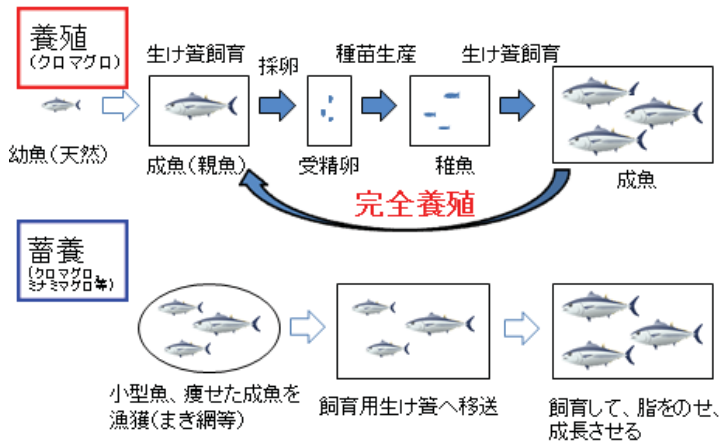 養殖
(クロマグロ)
生け簀飼育
採卵
種苗生産
生け簀飼育
幼魚(天然)
成魚(親魚)
受精卵
稚魚
成魚
完全養殖
蓄養
(クロマグロ、
ミナミマグロ等)
小型魚、痩せた成魚を
漁獲(まき網等)
飼育用生け簀へ移送
飼育して、脂をのせ、
成長させる